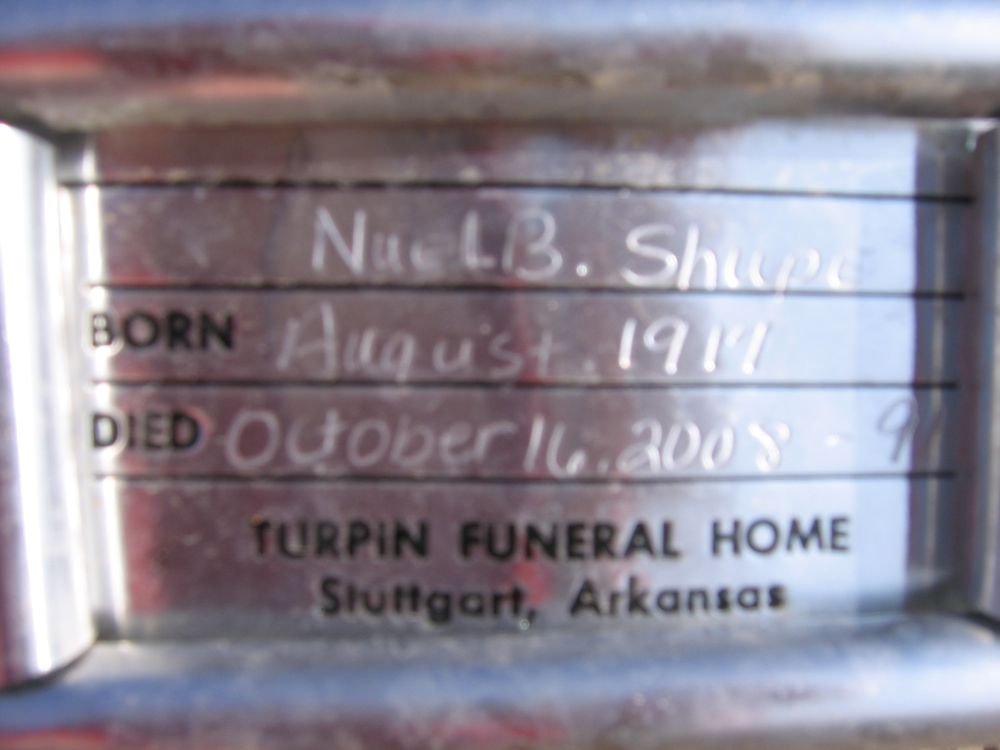 Nuel B. Shupe
BORN August. 1917
DIED October 16, 2008 - 91
TURPIN FUNERAL HOME
Stuttgart, Arkansas